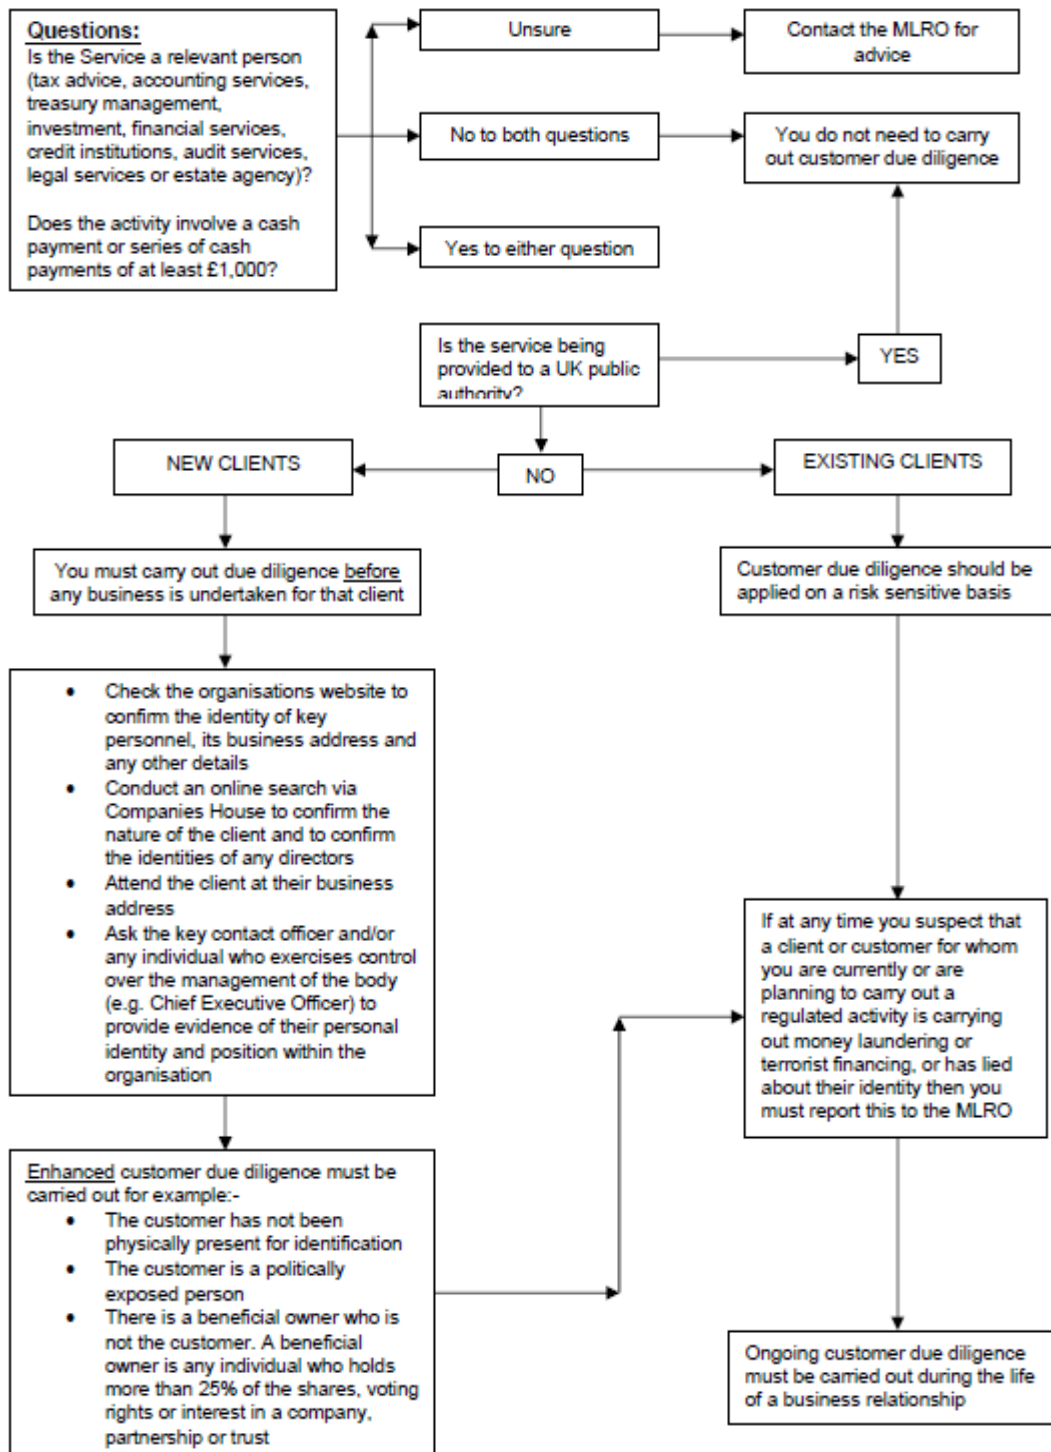 Questions:
Is the Service a relevant person
(tax advice, accounting services,
treasury management,
investment, financial services,
credit institutions, audit services,
legal services or estate agency)?
Does the activity involve a cash
payment or series of cash
payments of at least £1,000?
Unsure
Contact the MLRO for
advice
No to both questions
You do not need to carry
out customer due diligence
Yes to either question
Is the service being
provided to a UK public
authority?
YES
NEW CLIENTS
NO
EXISTING CLIENTS
You must carry out due diligence before
any business is undertaken for that client
Customer due diligence should be
applied on a risk sensitive basis
• Check the organisations website to
confirm the identity of key
personnel, its business address and
any other details
• Conduct an online search via
Companies House to confirm the
nature of the client and to confirm
the identities of any directors
• Attend the client at their business
address
• Ask the key contact officer and/or
any individual who exercises control
over the management of the body
(e.g. Chief Executive Officer) to
provide evidence of their personal
identity and position within the
organisation
If at any time you suspect that
a client or customer for whom
you are currently or are
planning to carry out a
regulated activity is carrying
out money laundering or
terrorist financing, or has lied
about their identity then you
must report this to the MLRO
Enhanced customer due diligence must be
carried out for example:-
• The customer has not been
physically present for identification
• The customer is a politically
exposed person
• There is a beneficial owner who is
not the customer. A beneficial
owner is any individual who holds
more than 25% of the shares, voting
rights or interest in a company,
partnership or trust
Ongoing customer due diligence
must be carried out during the life
of a business relationship